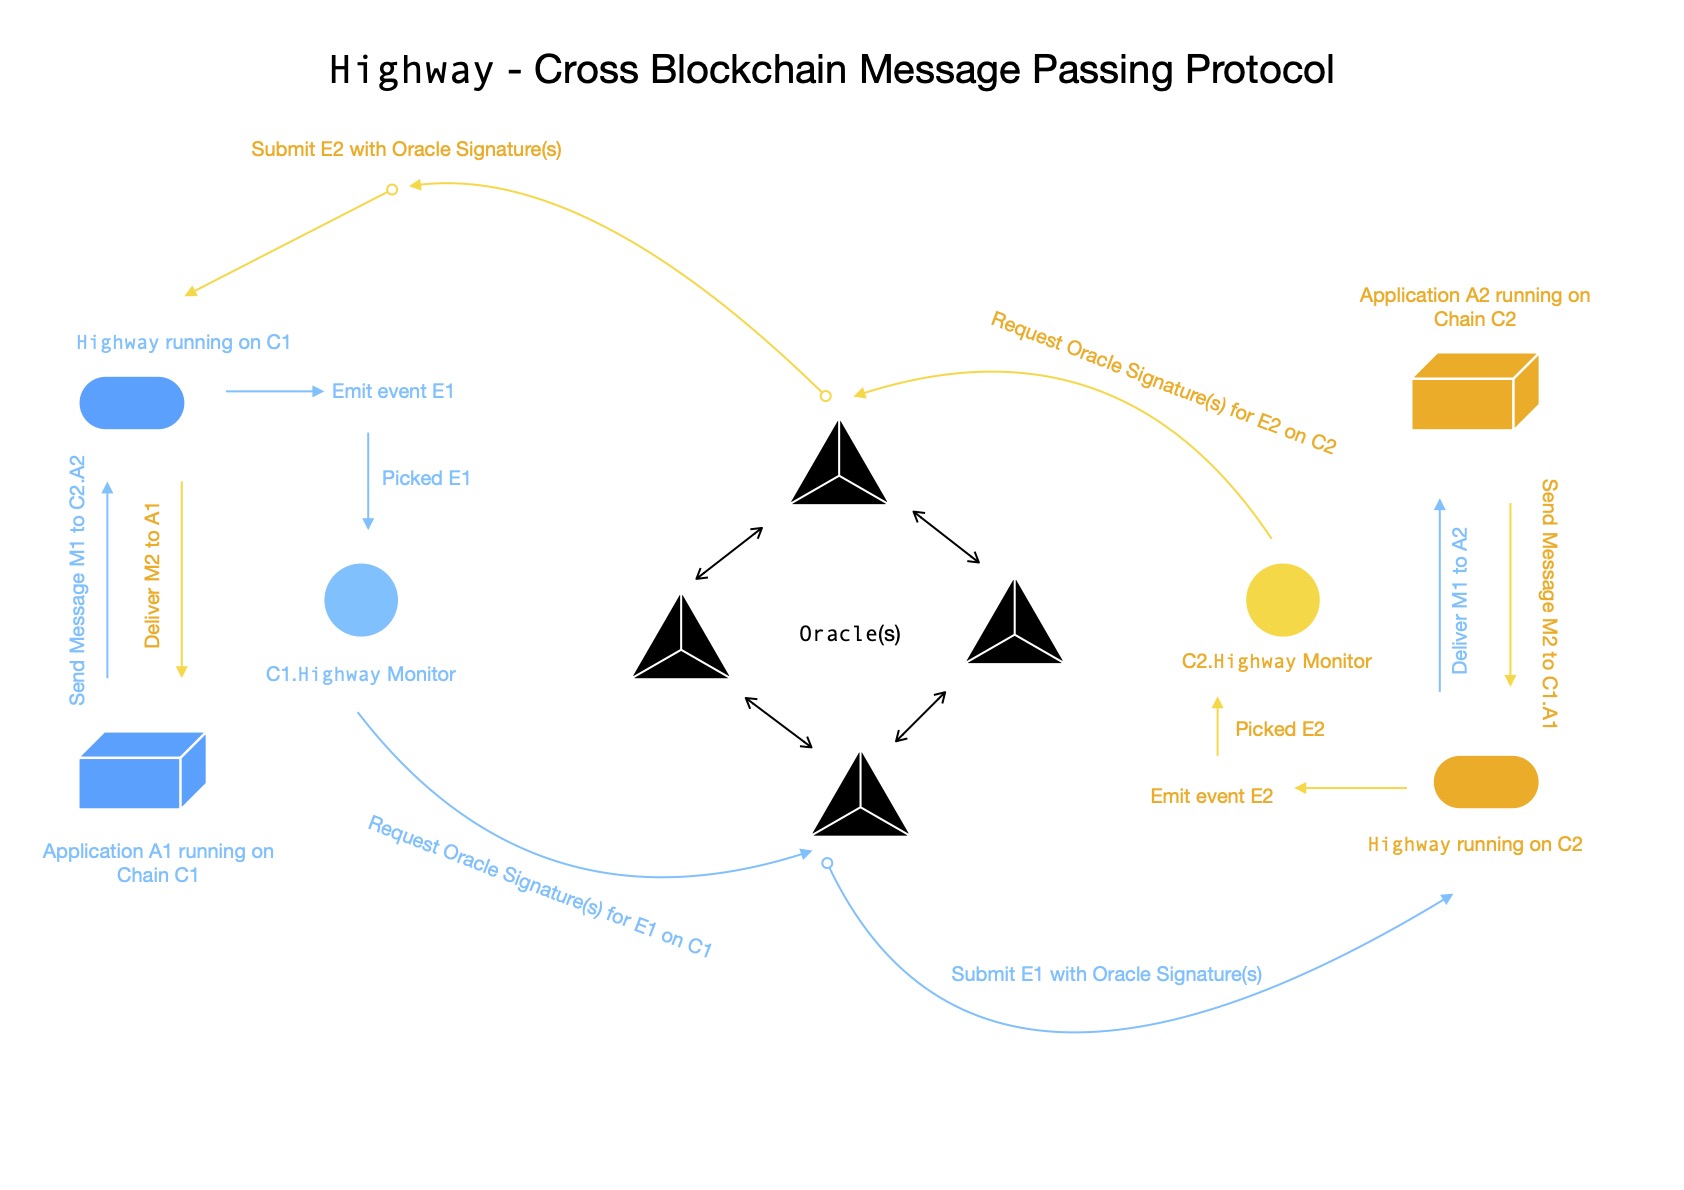 Highway - Cross Blockchain Message Passing Protocol
Submit E2 with Oracle Signature(s)
Highway running on C1
Emit event E1
Picked E1
Send Message M1 to C2.A2
Deliver M2 to A1
C1.Highway Monitor
Application A1 running on
Chain C1
Request Oracle Signature(s) for E1 on C1
Oracle(s)
Submit E1 with Oracle Signature(s)
Request Oracle Signature(s) for E2 on C2
Application A2 running on
Chain C2
Deliver M1 to A2
Send Message M2 to C1.A1
C2.Highway Monitor
Picked E2
Emit event E2
Highway running on C2